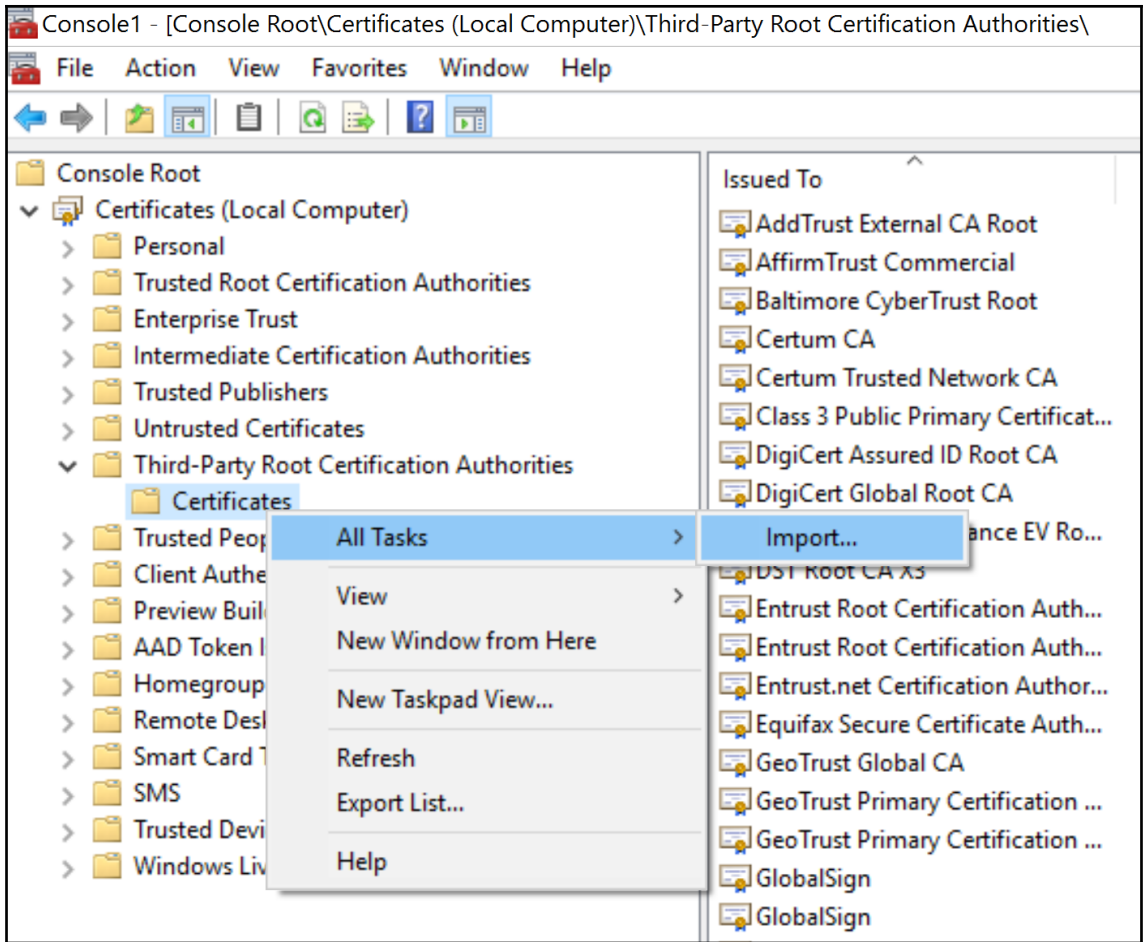 Console1 - [Console Root\Certificates (Local Computer)\Third-Party Root Certification Authorities\
File Action View Favorites Window Help
Console Root
Certificates (Local Computer)
Personal
Trusted Root Certification Authorities
Enterprise Trust
Intermediate Certification Authorities
Trusted Publishers
Untrusted Certificates
Third-Party Root Certification Authorities
Certificates
Trusted Peop
Client Authe
Preview Buil
AAD Token I
Homegroup
Remote Desk
Smart Card T
SMS
Trusted Devi
Windows Liv
All Tasks
View
New Window from Here
New Taskpad View...
Refresh
Export List...
Help
Import...
Issued To
AddTrust External CA Root
AffirmTrust Commercial
Baltimore CyberTrust Root
Certum CA
Certum Trusted Network CA
Class 3 Public Primary Certificat...
DigiCert Assured ID Root CA
DigiCert Global Root CA
ance EV Ro...
DST Root CA X3
Entrust Root Certification Auth...
Entrust Root Certification Auth...
Entrust.net Certification Author...
Equifax Secure Certificate Auth...
GeoTrust Global CA
GeoTrust Primary Certification ...
GeoTrust Primary Certification ...
GlobalSign
GlobalSign